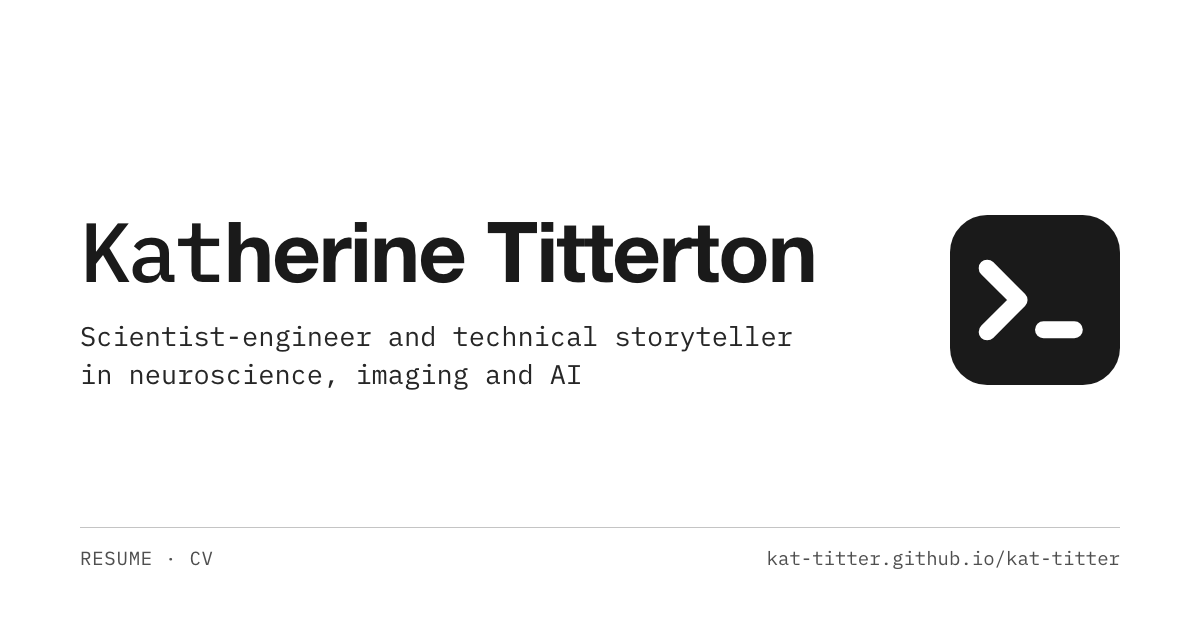 Katherine Titterton
Scientist-engineer and technical storyteller
in neuroscience, imaging and AI
RESUME · CV
kat-titter.github.io/kat-titter